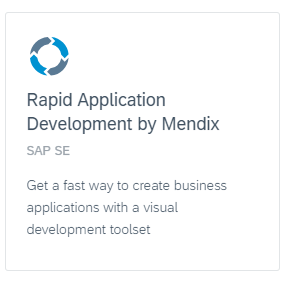 Rapid Application
Development by Mendix
SAP SE
Get a fast way to create business
applications with a visual
development toolset